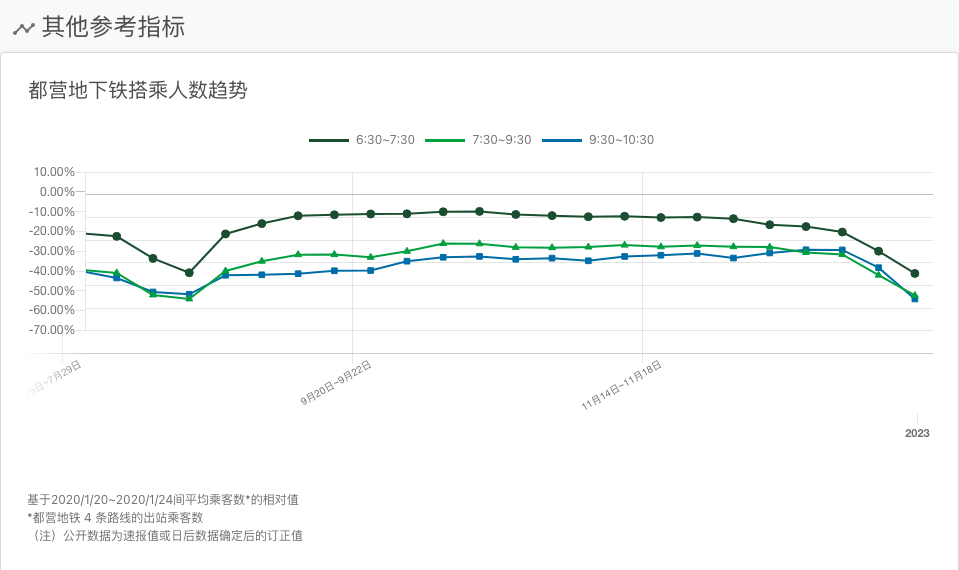 其他参考指标
都营地下铁搭乘人数趋势
6:30~7:30 7:30~9:30 9:30~10:30
10.00%
0.00%
-10.00%
-20.00%
-30.00%
-40.00%
-50.00%
-60.00%
-70.00%
5日~7月29日 9月20日~9月22日 11月14日~11月18日
2023
基于2020/1/20~2020/1/24间平均乘客数*的相对值
*都营地铁 4 条路线的出站乘客数
（注）公开数据为速报值或日后数据确定后的订正值